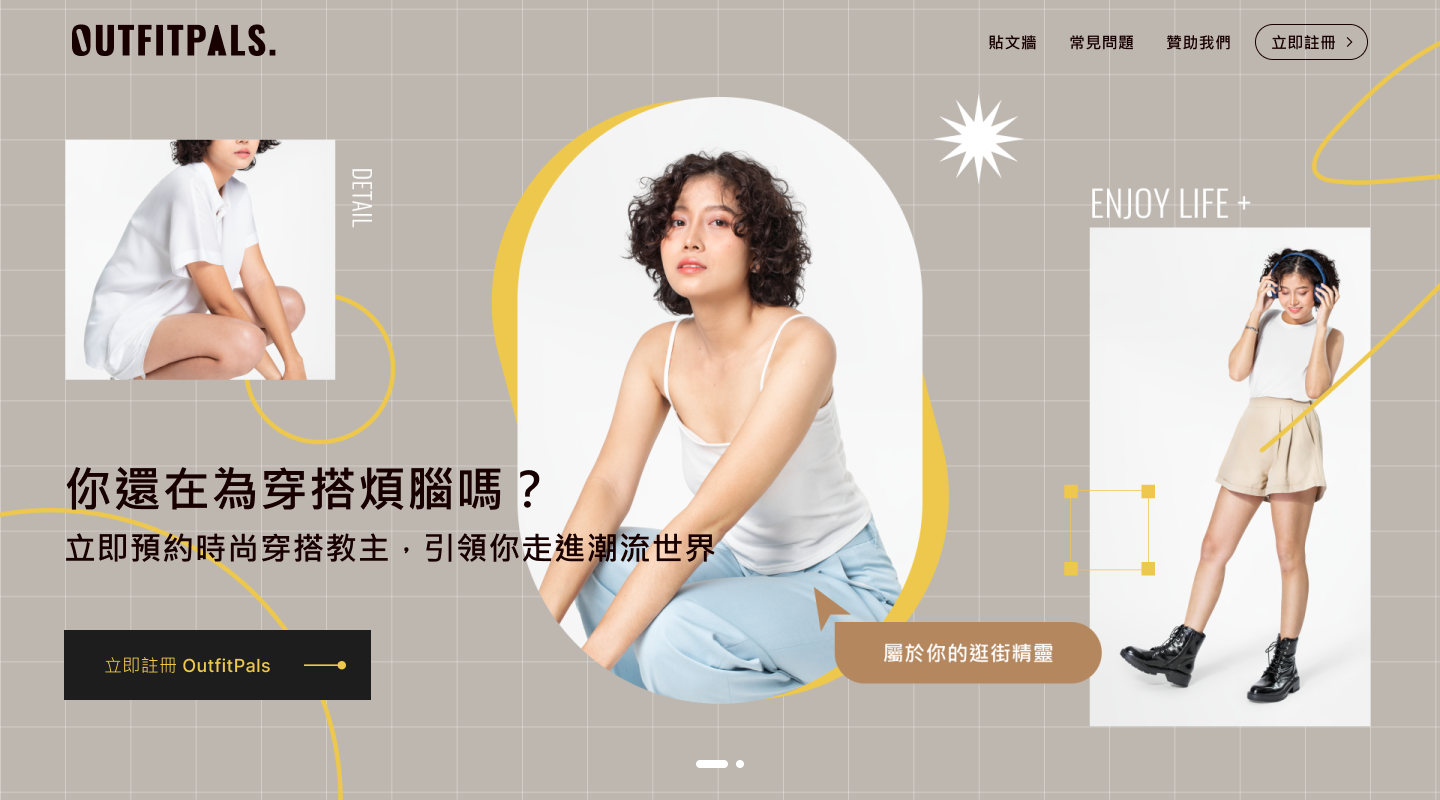 OUTFITPALS.
貼文牆
常見問題
贊助我們
立即註冊
DETAIL
ENJOY LIFE +
你還在為穿搭煩腦嗎？
立即預約時尚穿搭教主，引領你走進潮流世界
立即註冊 OutfitPals
屬於你的逛街精靈